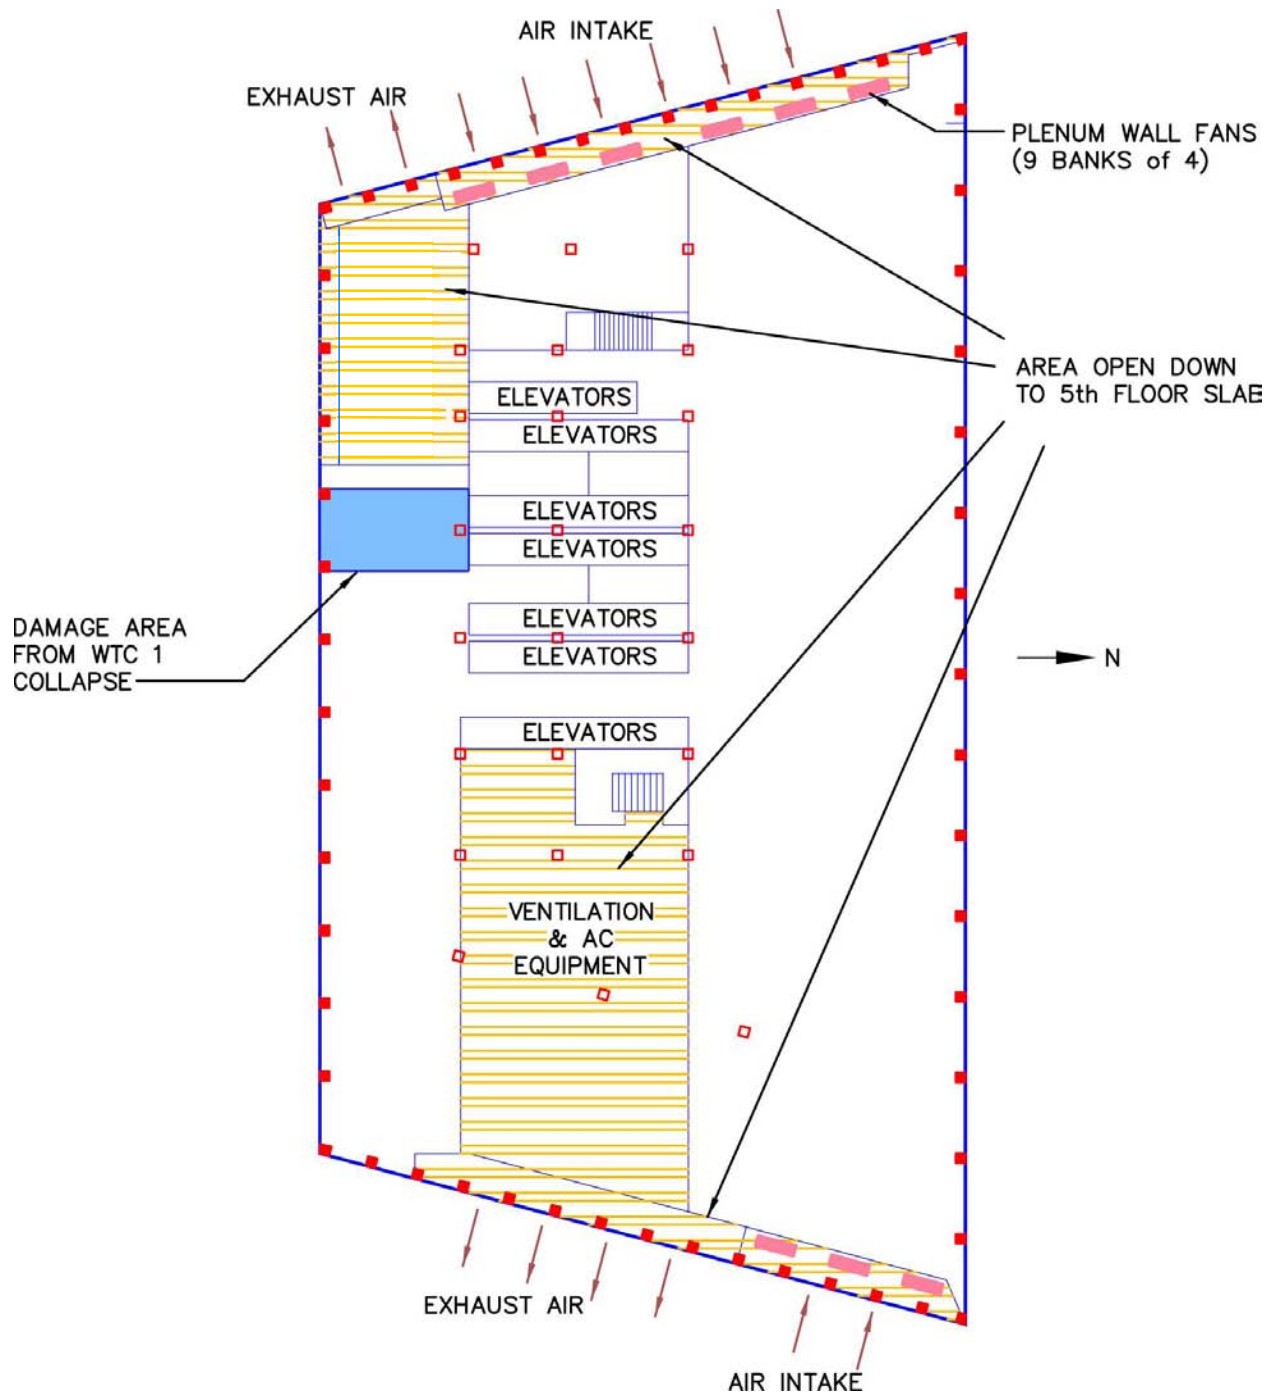 AIR INTAKE
EXHAUST AIR
PLENUM WALL FANS
(9 BANKS of 4)
AREA OPEN DOWN
TO 5th FLOOR SLAB
ELEVATORS
ELEVATORS
ELEVATORS
ELEVATORS
ELEVATORS
ELEVATORS
DAMAGE AREA
FROM WTC 1
COLLAPSE
N
ELEVATORS
VENTILATION
& AC
EQUIPMENT
EXHAUST AIR
AIR INTAKE